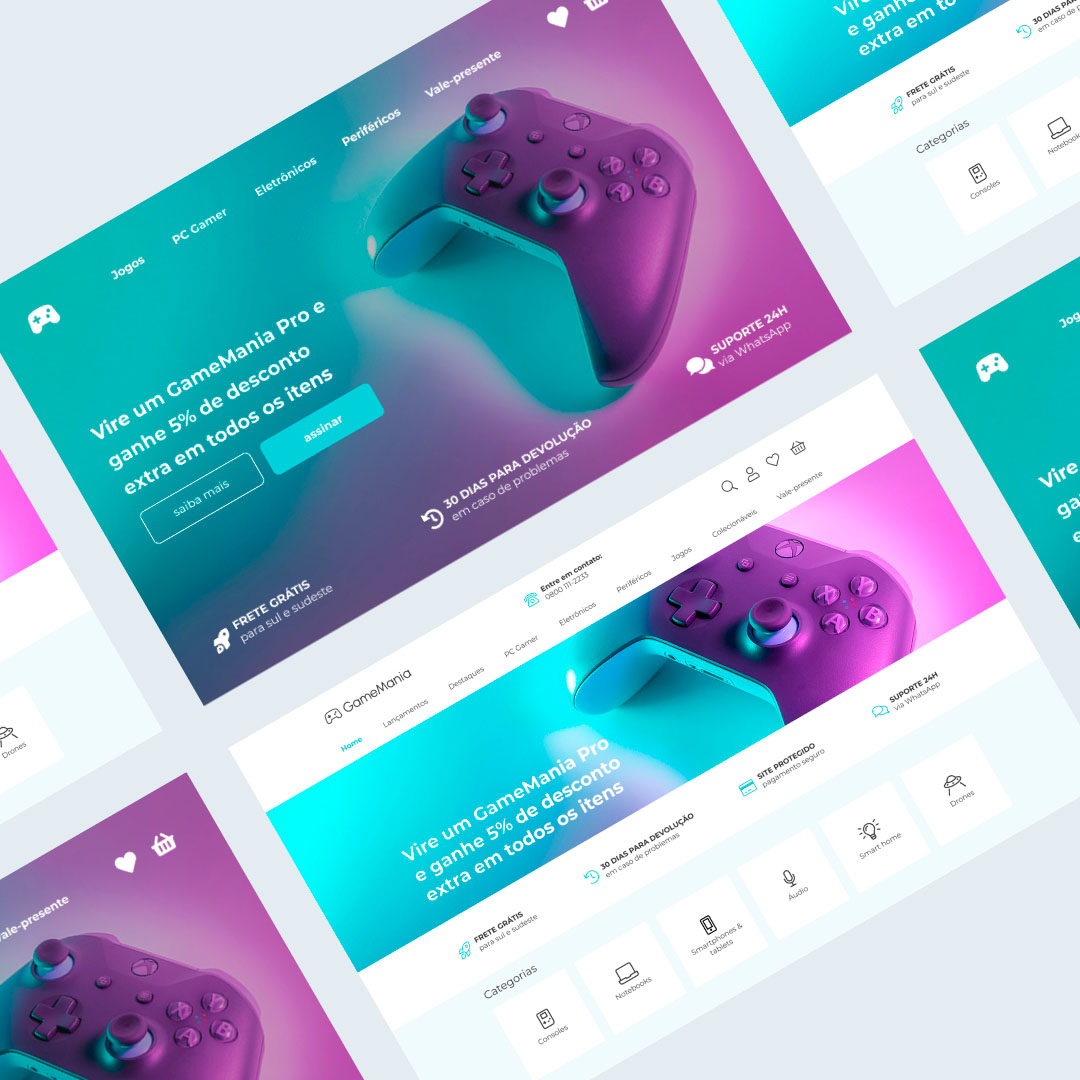 Jogos
PC Gamer
Eletrônicos
Periféricos
Vale-presente
Vire um GameMania Pro e
ganhe 5% de desconto
extra em todos os itens
saiba mais
assinar
FRETE GRÁTIS
para sul e sudeste
30 DIAS PARA DEVOLUÇÃO
em caso de problemas
SUPORTE 24H
via WhatsApp
X
Y
A
B
GameMania
Entre em contato:
0800 111-2233
Home
Lançamentos
Destaques
PC Gamer
Eletrônicos
Periféricos
Jogos
Colecionáveis
Vale-presente
X
Y
A
B
Vire um GameMania Pro
e ganhe 5% de desconto
extra em todos os itens
FRETE GRÁTIS
para sul e sudeste
30 DIAS PARA DEVOLUÇÃO
em caso de problemas
SITE PROTEGIDO
pagamento seguro
SUPORTE 24H
via WhatsApp
Categorias
Consoles
Notebooks
Smartphones &
tablets
Áudio
Smart home
Drones
Vire
e ganhe
extra em to
FRETE GRÁTIS
para sul e sudeste
30 DIAS PAR
em caso de
Categorias
Consoles
Notebook
Jog
Vire
ga
e
Drones
ale-presente
X
Y
A
B